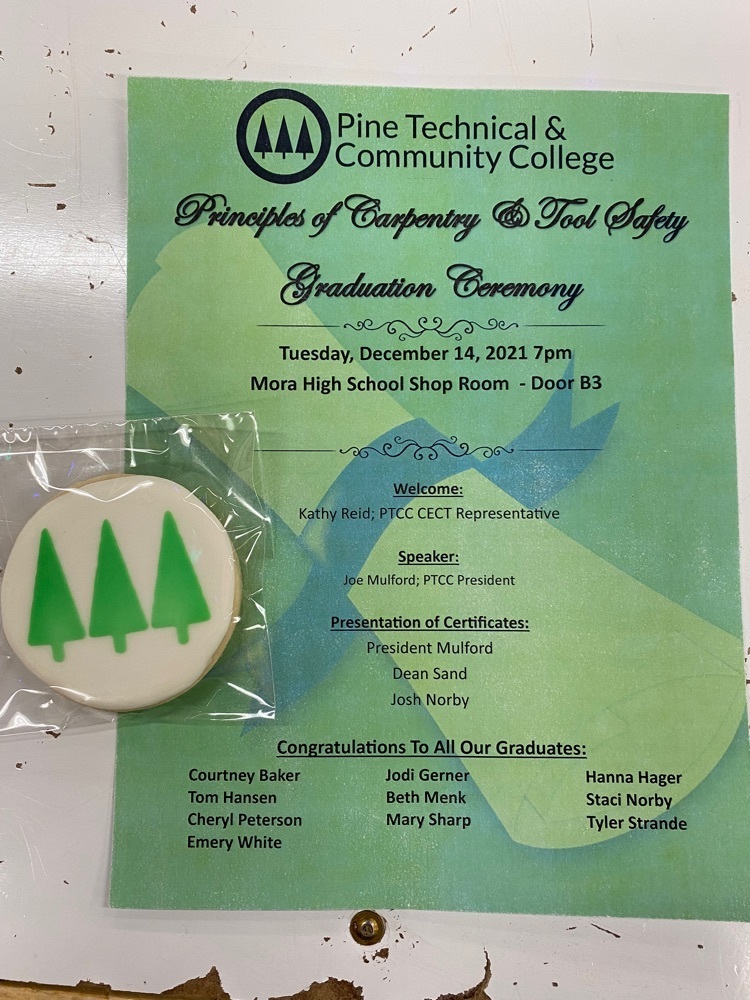 Pine Technical &
Community College
Principles of Carpentry & Tool Safety
Graduation Ceremony
Tuesday, December 14, 2021 7pm
Mora High School Shop Room - Door B3
Welcome:
Kathy Reid; PTCC CECT Representative
Speaker:
Joe Mulford; PTCC President
Presentation of Certificates:
President Mulford
Dean Sand
Josh Norby
Congratulations To All Our Graduates:
Courtney Baker Jodi Gerner Hanna Hager
Tom Hansen Beth Menk Staci Norby
Cheryl Peterson Mary Sharp Tyler Strande
Emery White